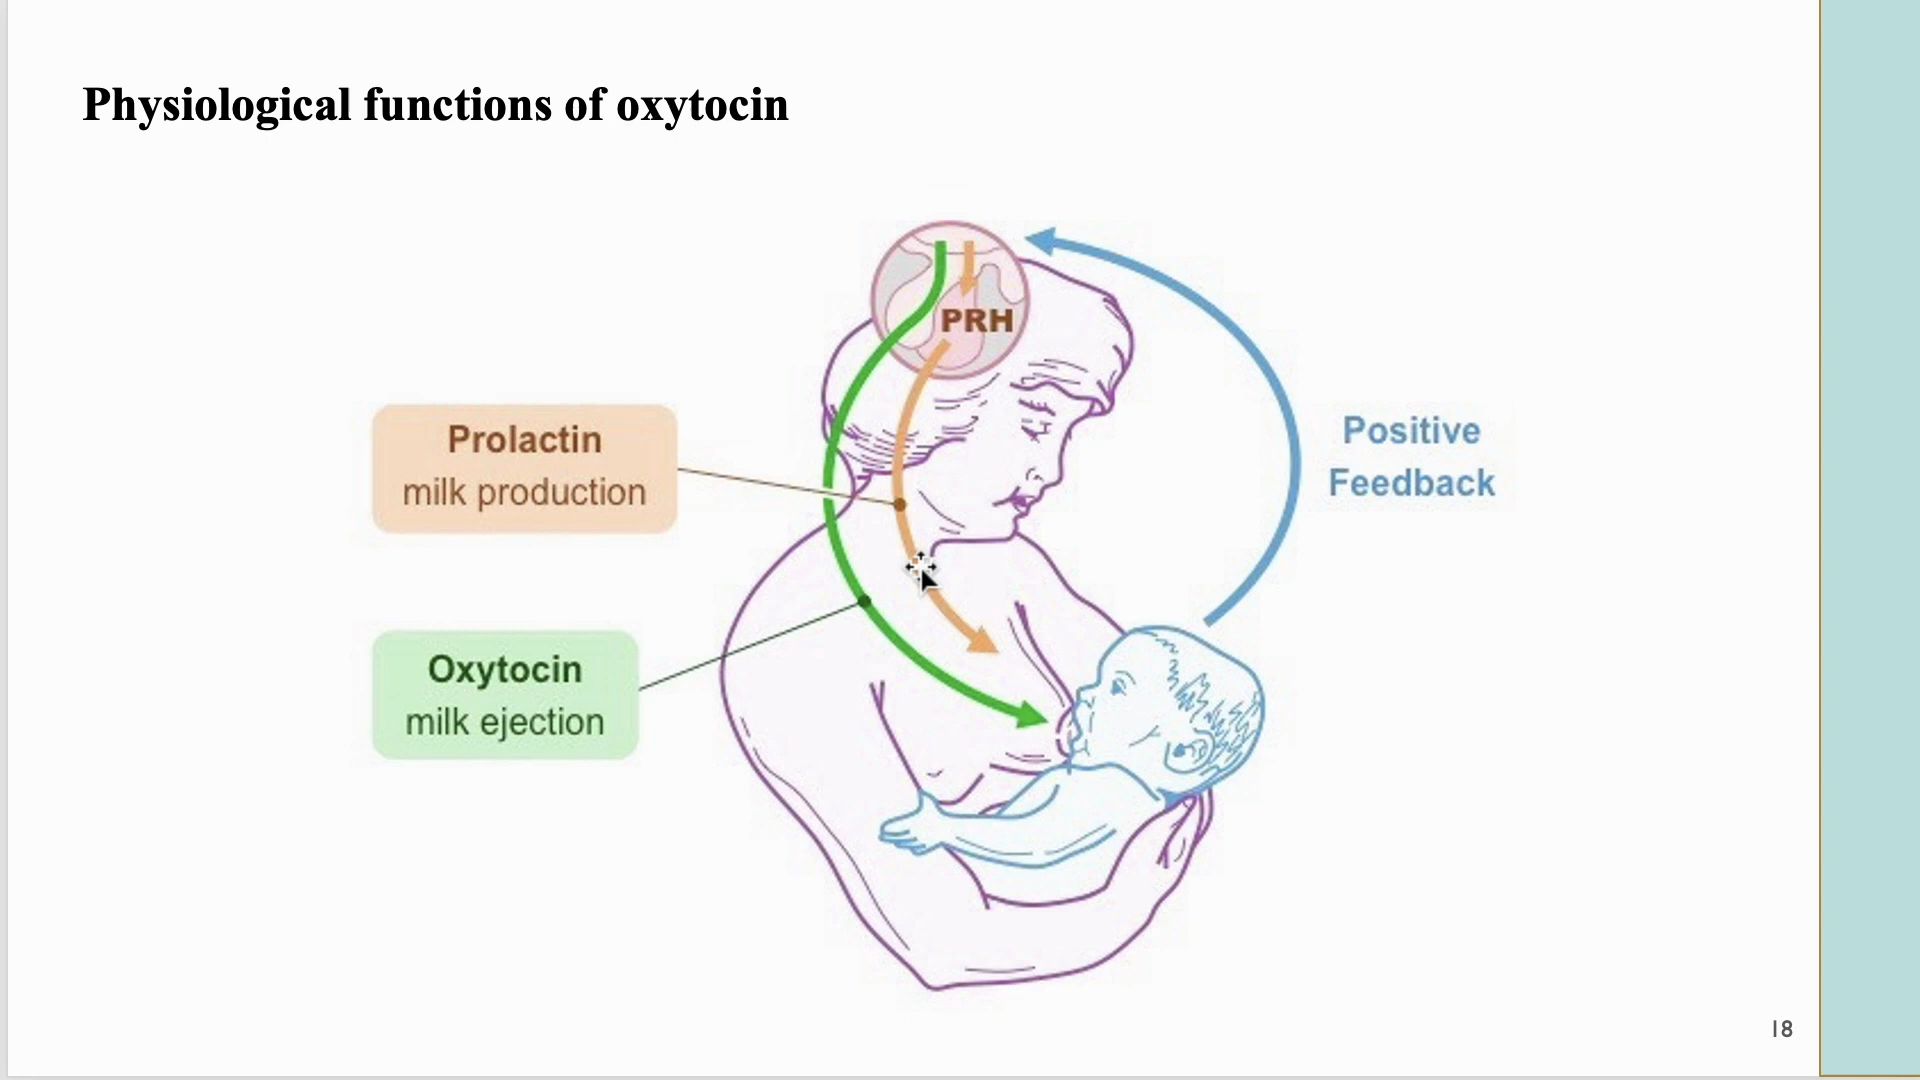 Physiological functions of oxytocin
PRH
Prolactin
milk production
Positive
Feedback
Oxytocin
milk ejection
18